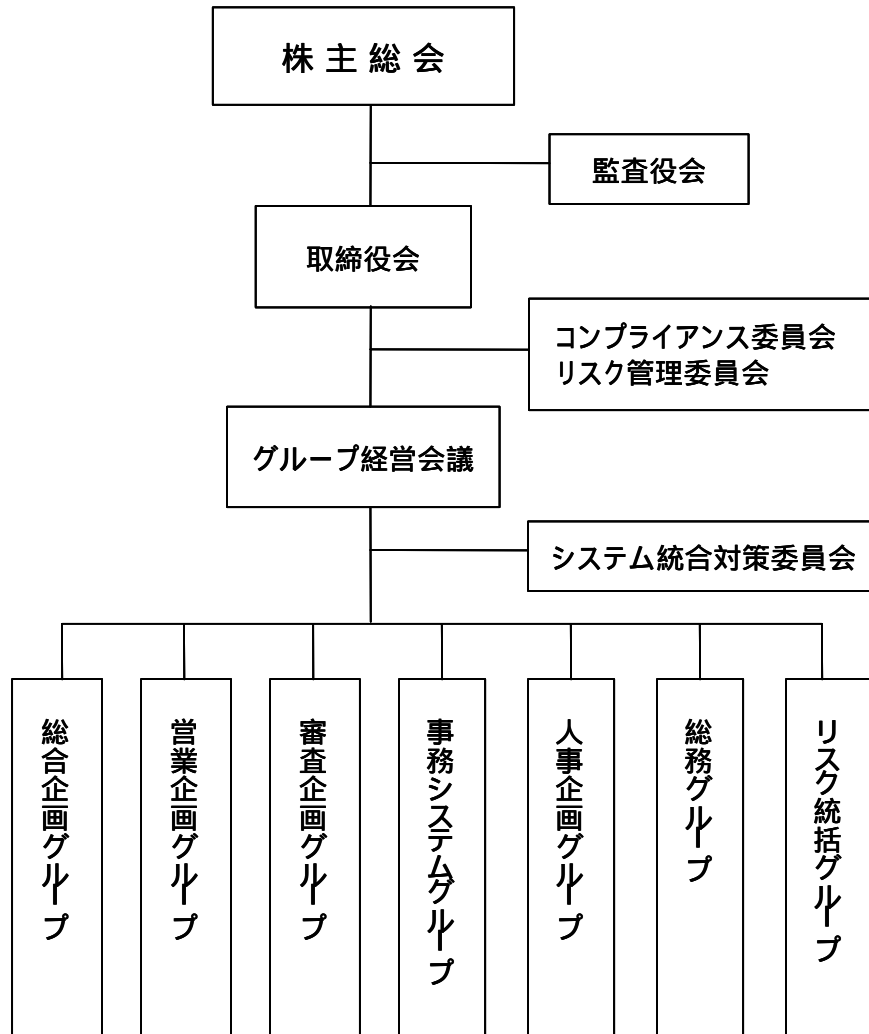 株主総会
監査役会
取締役会
コンプライアンス委員会
リスク管理委員会
グループ経営会議
システム統合対策委員会
総合企画グループ
営業企画グループ
審査企画グループ
事務システムグループ
人事企画グループ
総務グループ
リスク統括グループ